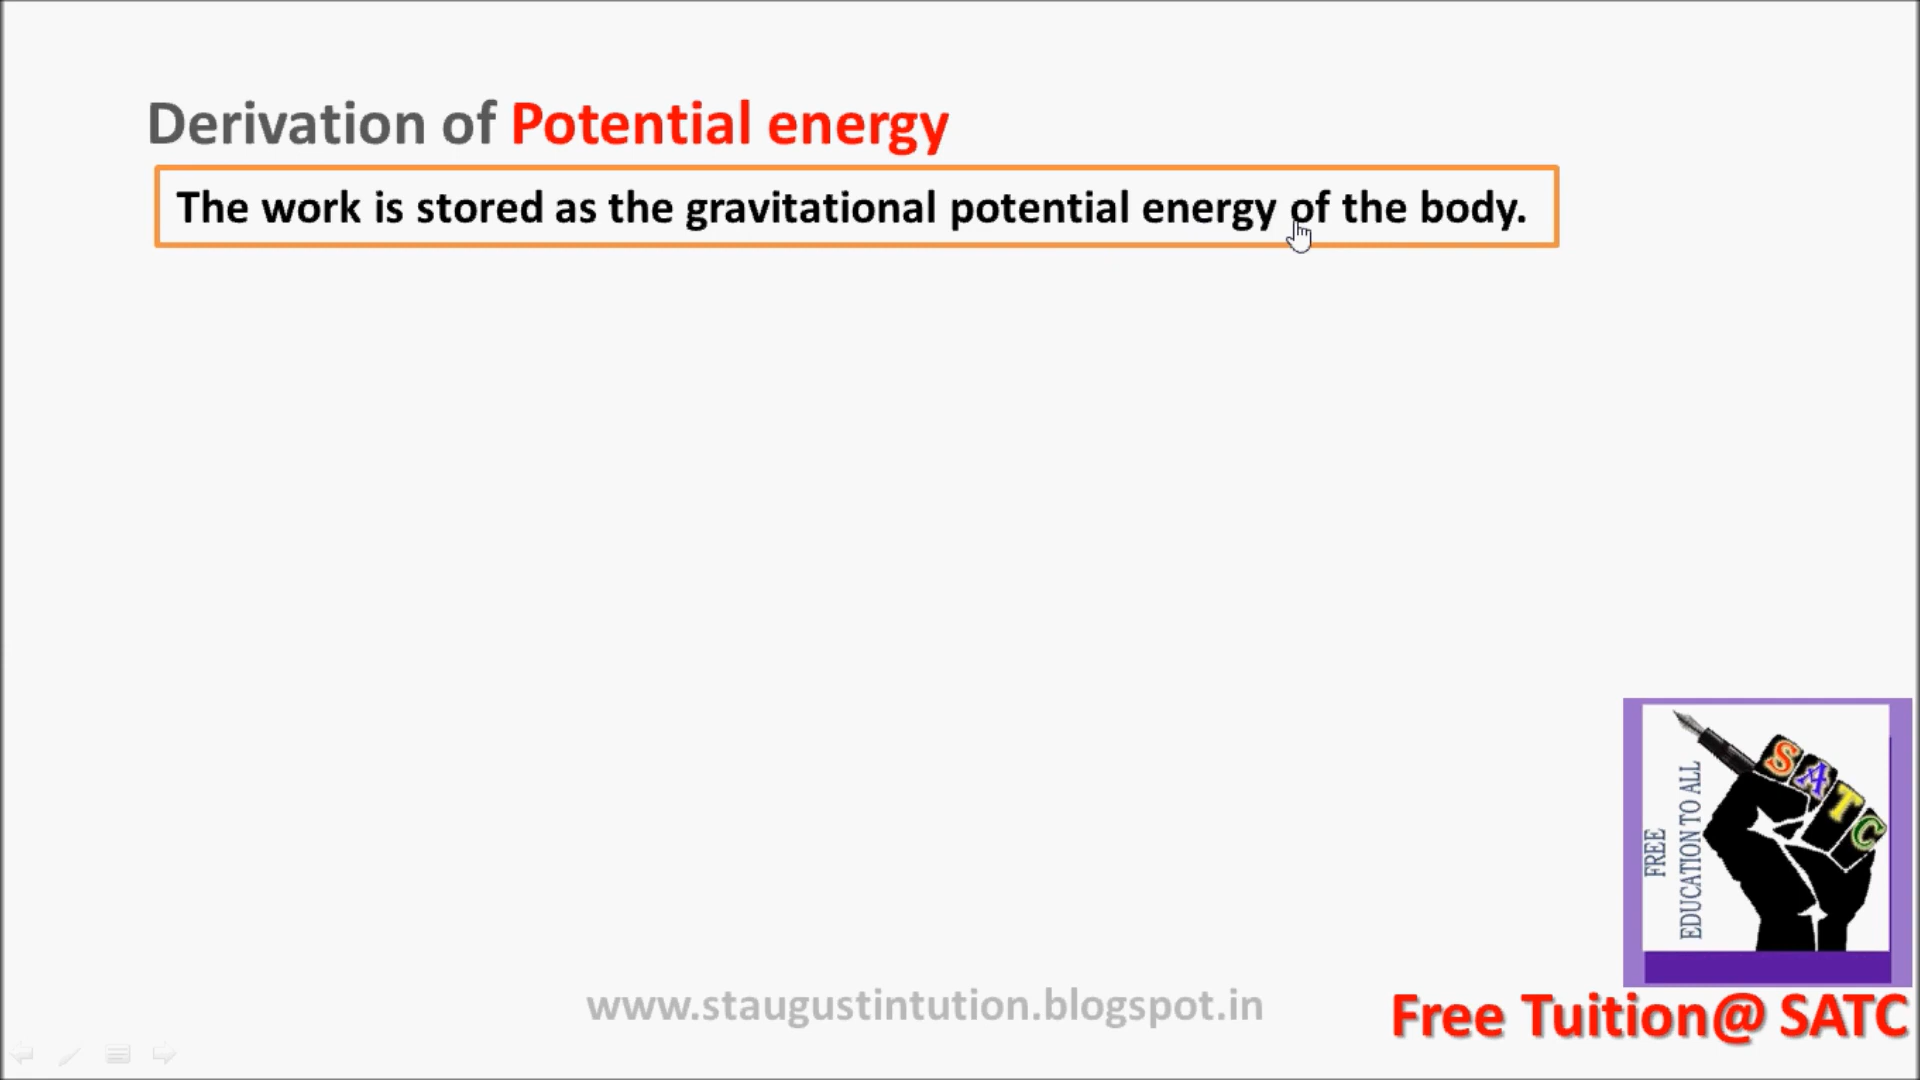 Derivation of Potential energy
The work is stored as the gravitational potential energy of the body.
FREE
EDUCATION TO ALL
SATC
www.staugustintution.blogspot.in
Free Tuition@ SATC